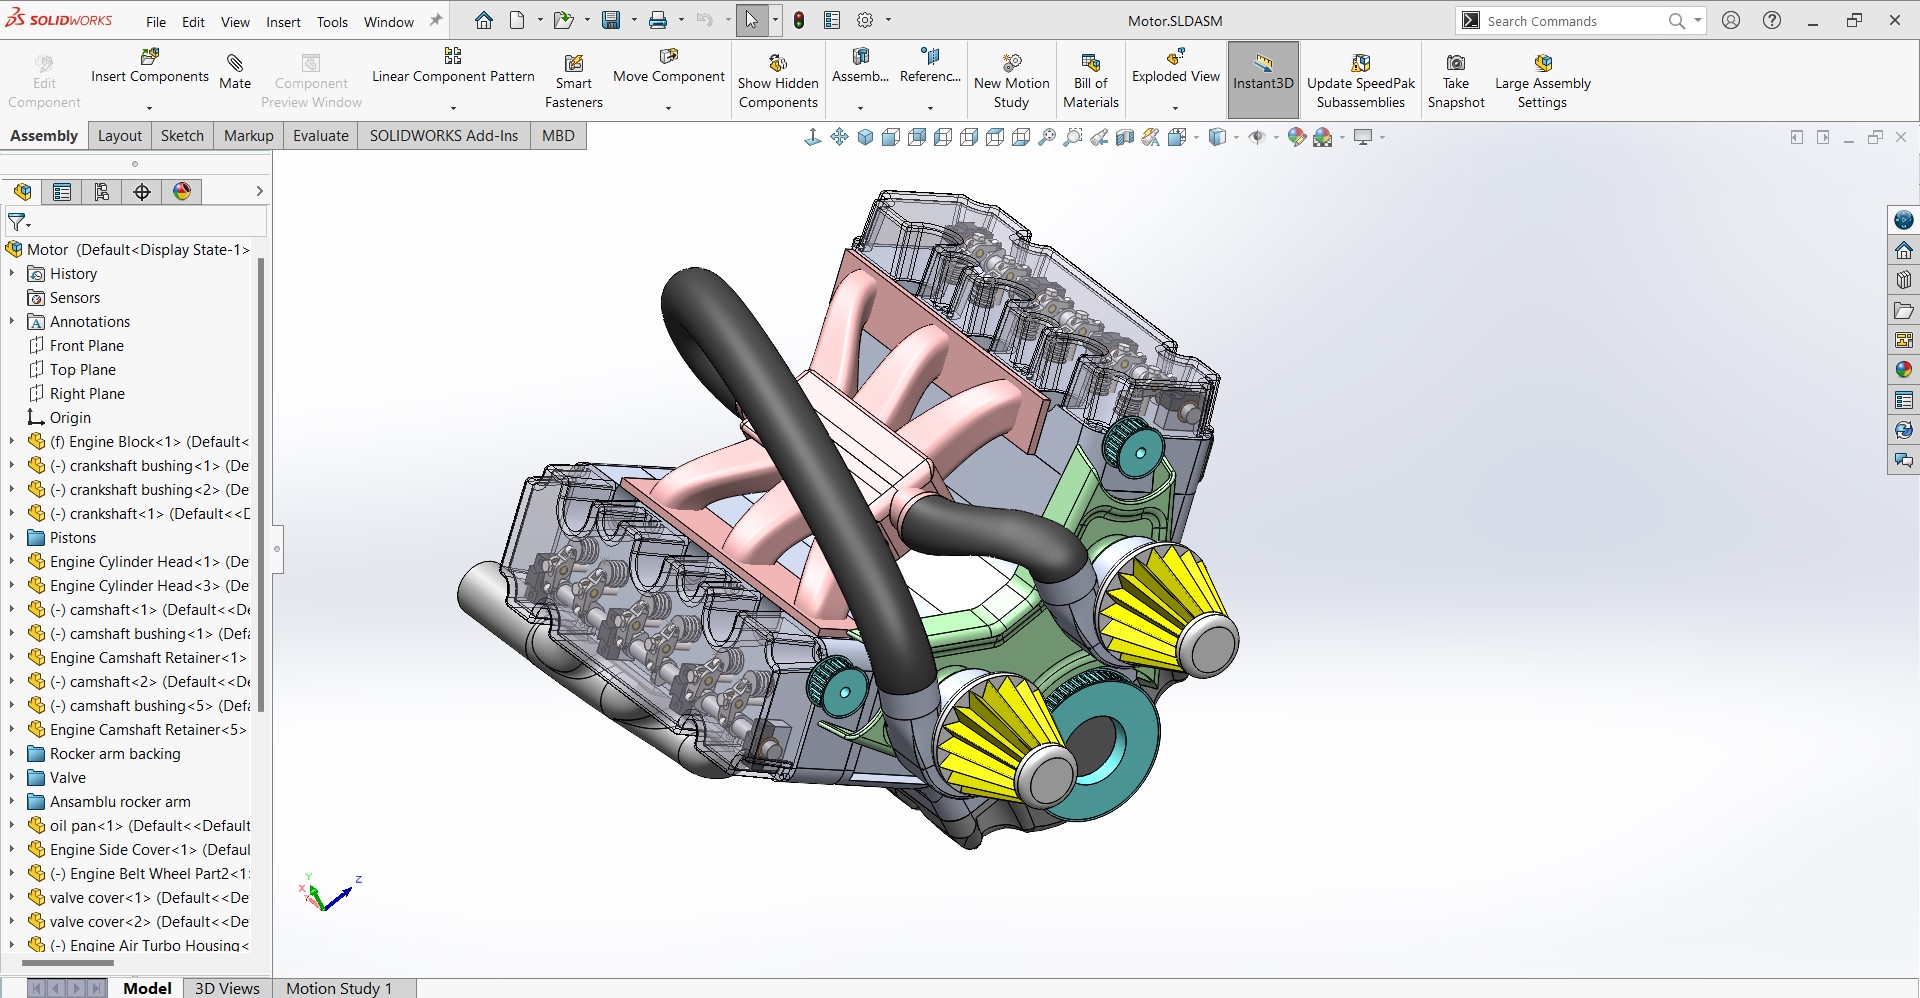 SOLIDWORKS File Edit View Insert Tools Window Motor.SLDASM Search Commands
Edit Component
Insert Components
Mate
Component Preview Window
Linear Component Pattern
Smart Fasteners
Move Component
Show Hidden Components
Assemb...
Referenc...
New Motion Study
Bill of Materials
Exploded View
Instant3D
Update SpeedPak Subassemblies
Take Snapshot
Large Assembly Settings
Assembly Layout Sketch Markup Evaluate SOLIDWORKS Add-Ins MBD
Motor (Default<Display State-1>
History
Sensors
Annotations
Front Plane
Top Plane
Right Plane
Origin
(f) Engine Block<1> (Default<
(-) crankshaft bushing<1> (De
(-) crankshaft bushing<2> (De
(-) crankshaft<1> (Default<<D
Pistons
Engine Cylinder Head<1> (De
Engine Cylinder Head<3> (De
(-) camshaft<1> (Default<<De
(-) camshaft bushing<1> (Defa
Engine Camshaft Retainer<1>
(-) camshaft<2> (Default<<De
(-) camshaft bushing<5> (Defa
Engine Camshaft Retainer<5>
Rocker arm backing
Valve
Ansamblu rocker arm
oil pan<1> (Default<<Default
Engine Side Cover<1> (Defaul
(-) Engine Belt Wheel Part2<1
valve cover<1> (Default<<De
valve cover<2> (Default<<De
(-) Engine Air Turbo Housing<
Y
X
Z
Model 3D Views Motion Study 1